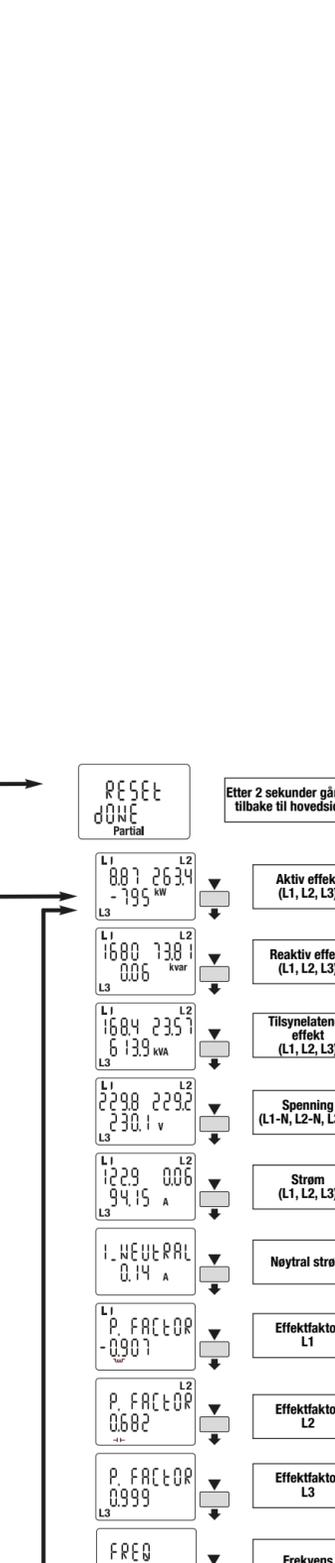 RESEt
dONE
Partial
Etter 2 sekunder går
tilbake til hovedside
L1 L2
8.87 263.4
-795 kW
L3
Aktiv effekt
(L1, L2, L3)
L1 L2
1680 73.81
0.06 kvar
L3
Reaktiv effe
(L1, L2, L3)
L1 L2
168.4 23.57
613.9 kVA
L3
Tilsynelaten
effekt
(L1, L2, L3)
L1 L2
229.8 229.2
230.1 V
L3
Spenning
(L1-N, L2-N, L
L1 L2
122.9 0.06
94.15 A
L3
Strøm
(L1, L2, L3)
I_NEUtRAL
0.14 A
Nøytral strø
L1
P. FACtOR
-0.907
Effektfakto
L1
L2
P. FACtOR
0.682
Effektfakto
L2
P. FACtOR
0.999
L3
Effektfakto
L3
FREQ
Frekvens